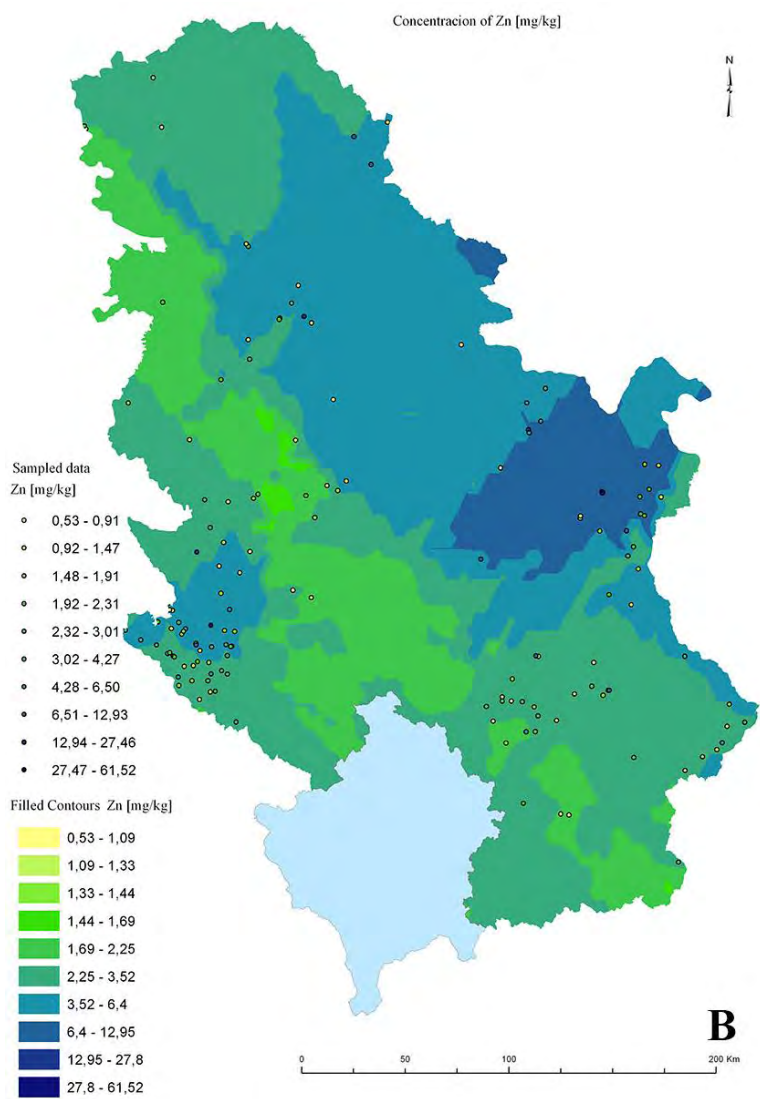 Concentracion of Zn [mg/kg]
N
Sampled data
Zn [mg/kg]
0,53 - 0,91
0,92 - 1,47
1,48 - 1,91
1,92 - 2,31
2,32 - 3,01
3,02 - 4,27
4,28 - 6,50
6,51 - 12,93
12,94 - 27,46
27,47 - 61,52
Filled Contours Zn [mg/kg]
0,53 - 1,09
1,09 - 1,33
1,33 - 1,44
1,44 - 1,69
1,69 - 2,25
2,25 - 3,52
3,52 - 6,4
6,4 - 12,95
12,95 - 27,8
27,8 - 61,52
B
0 50 100 200 Km